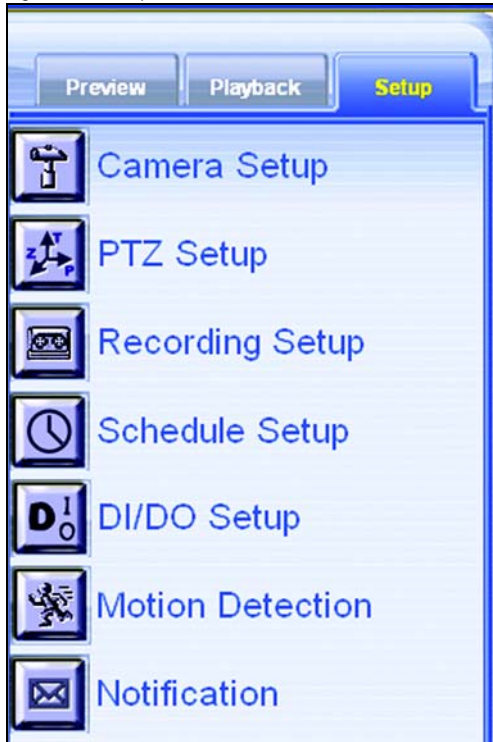 Preview Playback Setup
Camera Setup
Z T P PTZ Setup
Recording Setup
Schedule Setup
D I O DI/DO Setup
Motion Detection
Notification